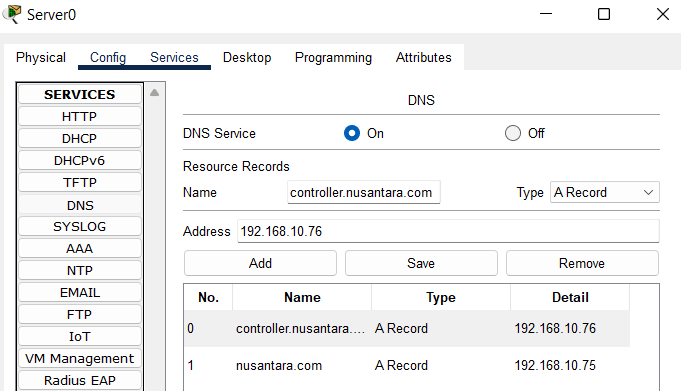 Server0
Physical Config Services Desktop Programming Attributes
SERVICES
HTTP
DHCP
DHCPv6
TFTP
DNS
SYSLOG
AAA
NTP
EMAIL
FTP
IoT
VM Management
Radius EAP
DNS
DNS Service On Off
Resource Records
Name controller.nusantara.com Type A Record
Address 192.168.10.76
Add Save Remove
No. Name Type Detail
0 controller.nusantara.... A Record 192.168.10.76
1 nusantara.com A Record 192.168.10.75